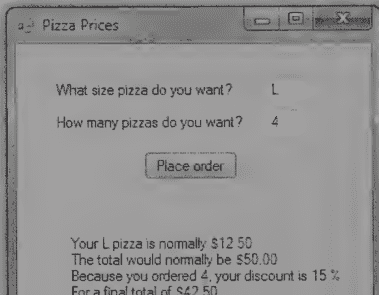 Pizza Prices
What size pizza do you want? L
How many pizzas do you want? 4
Place order
Your L pizza is normally $12.50
The total would normally be $50.00
Because you ordered 4, your discount is 15 %
For a final total of $42.50